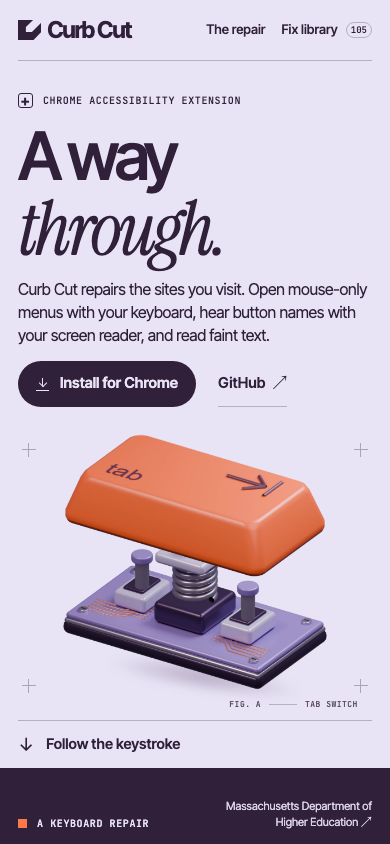 Curb Cut
The repair
Fix library 105
CHROME ACCESSIBILITY EXTENSION
A way
through.
Curb Cut repairs the sites you visit. Open mouse-only
menus with your keyboard, hear button names with
your screen reader, and read faint text.
Install for Chrome
GitHub ↗
tab
FIG. A
TAB SWITCH
Follow the keystroke
A KEYBOARD REPAIR
Massachusetts Department of
Higher Education ↗